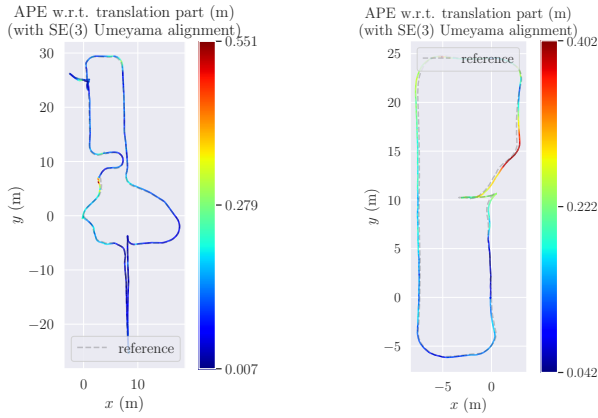 APE w.r.t. translation part (m)
(with SE(3) Umeyama alignment)
0.551
0.279
0.007
30
20
10
0
−10
−20
0
10
y (m)
x (m)
reference
APE w.r.t. translation part (m)
(with SE(3) Umeyama alignment)
0.402
0.222
0.042
25
20
15
10
5
0
−5
−5
0
y (m)
x (m)
reference